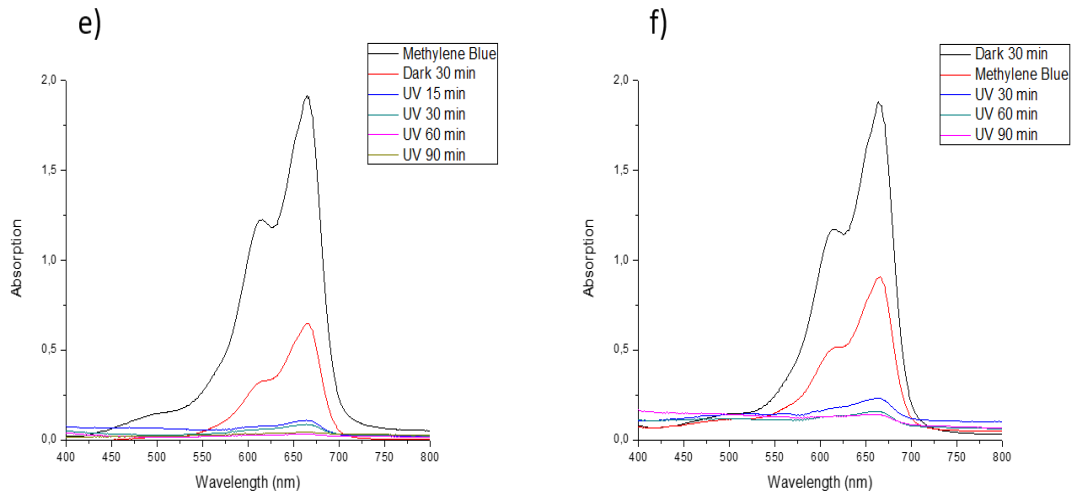 e)
Methylene Blue
Dark 30 min
UV 15 min
UV 30 min
UV 60 min
UV 90 min
2,0
1,5
1,0
0,5
0,0
Absorption
400 450 500 550 600 650 700 750 800
Wavelength (nm)
f)
Dark 30 min
Methylene Blue
UV 30 min
UV 60 min
UV 90 min
2,0
1,5
1,0
0,5
0,0
Absorption
400 450 500 550 600 650 700 750 800
Wavelength (nm)